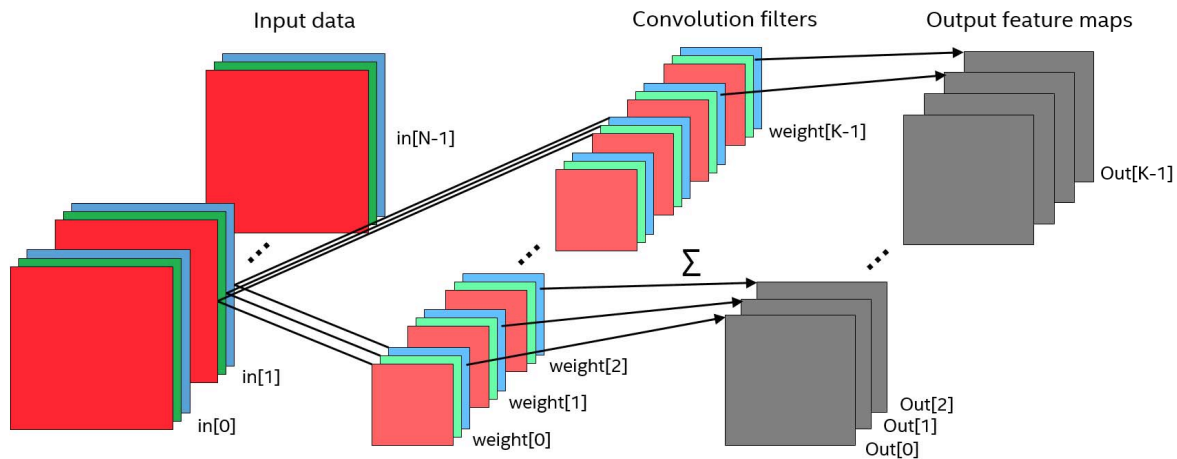 Input data
Convolution filters
Output feature maps
in[N-1]
weight[K-1]
Out[K-1]
Σ
in[1]
in[0]
weight[2]
weight[1]
weight[0]
Out[2]
Out[1]
Out[0]